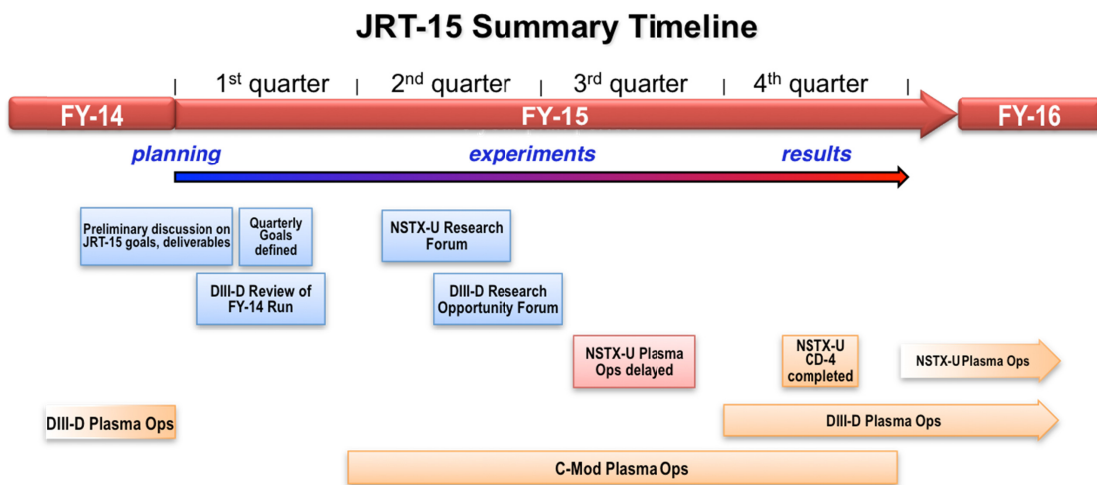 JRT-15 Summary Timeline
1st quarter
2nd quarter
3rd quarter
4th quarter
FY-14
FY-15
FY-16
planning
experiments
results
Preliminary discussion on
JRT-15 goals, deliverables
Quarterly
Goals
defined
NSTX-U Research
Forum
DIII-D Review of
FY-14 Run
DIII-D Research
Opportunity Forum
NSTX-U Plasma
Ops delayed
NSTX-U
CD-4
completed
NSTX-U Plasma Ops
DIII-D Plasma Ops
DIII-D Plasma Ops
C-Mod Plasma Ops